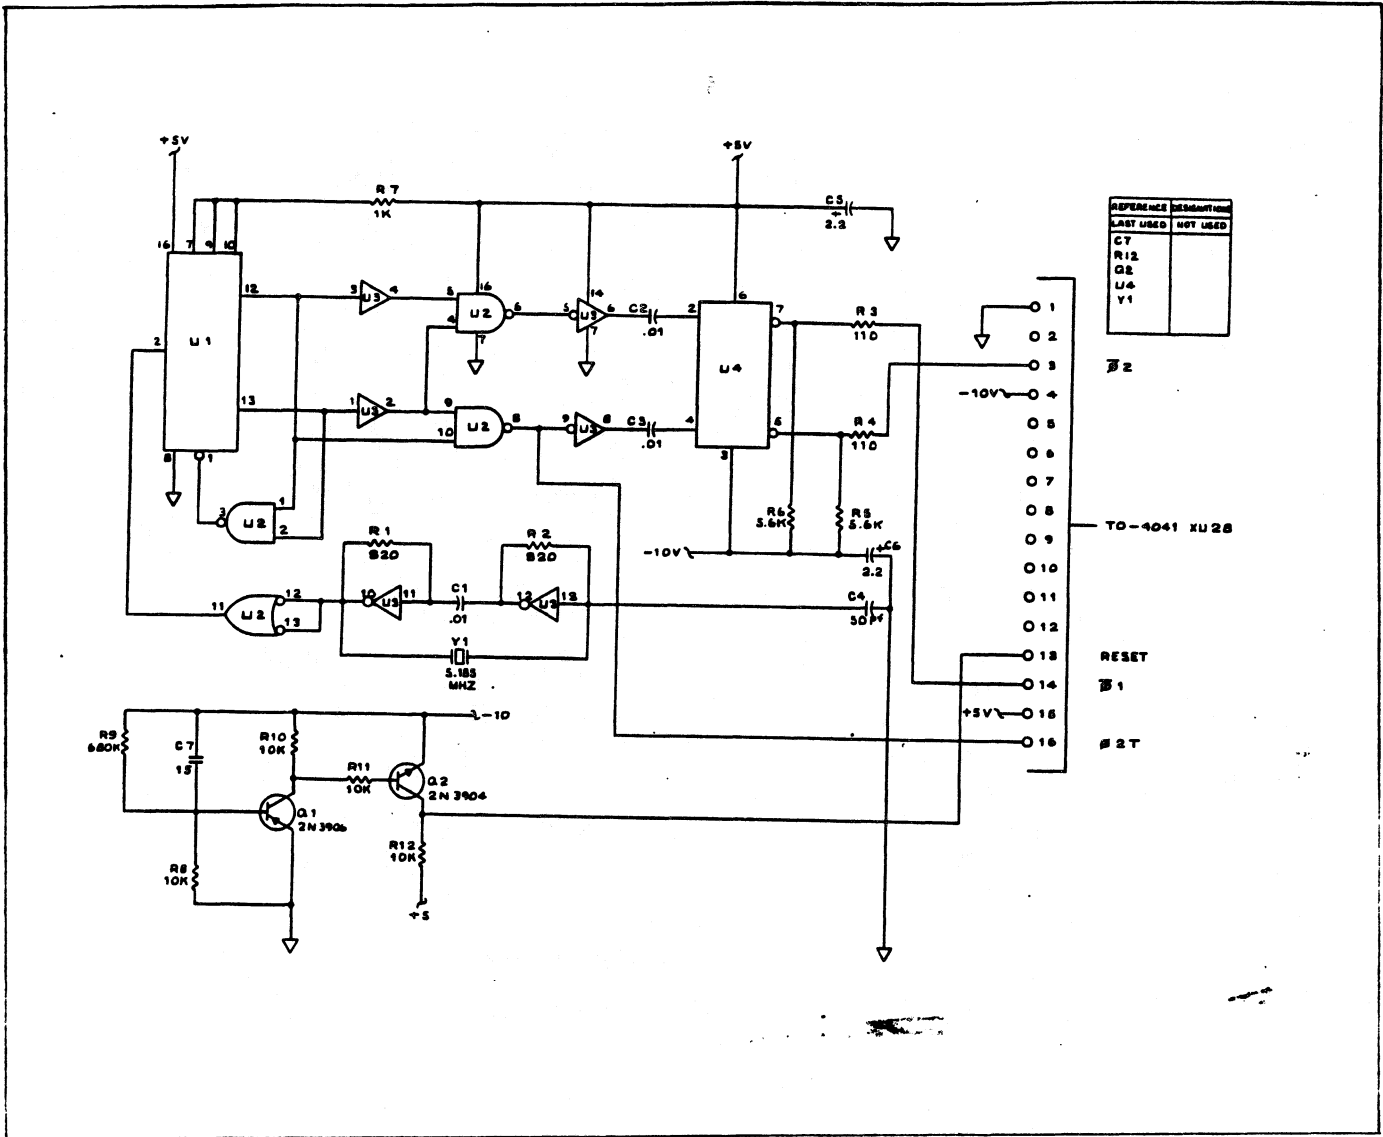 +5V
+5V
R7
1K
C5
+
2.2
REFERENCE DESIGNATIONS
LAST USED NOT USED
C7
R12
Q2
U4
Y1
16 7 9 10
12
3 U3 4
5 16
U2 6
4
7
5 14
U3 6
7
C2
.01
2 6 7
R3
110
1
2
3 Ø2
-10V 4
5
6
7
8
9
10
11
12
13 RESET
14 Ø1
+5V 15
16 Ø2T
TO-4041 XU28
2 U1
13
1 U3 2
9
10 U2 8
9 U3 8
C3
.01
U4
4 5
3
R4
110
8 1
3 U2 1
2
R6
5.6K
R5
5.6K
-10V
+C6
2.2
R1
820
R2
820
11 U2 12
13
10 U3 11
C1
.01
12 U3 13
C4
50 Pf
Y1
5.185
MHZ
-10
R9
680K
C7
15
R10
10K
R11
10K
Q2
2N3904
Q1
2N3906
R8
10K
R12
10K
+5